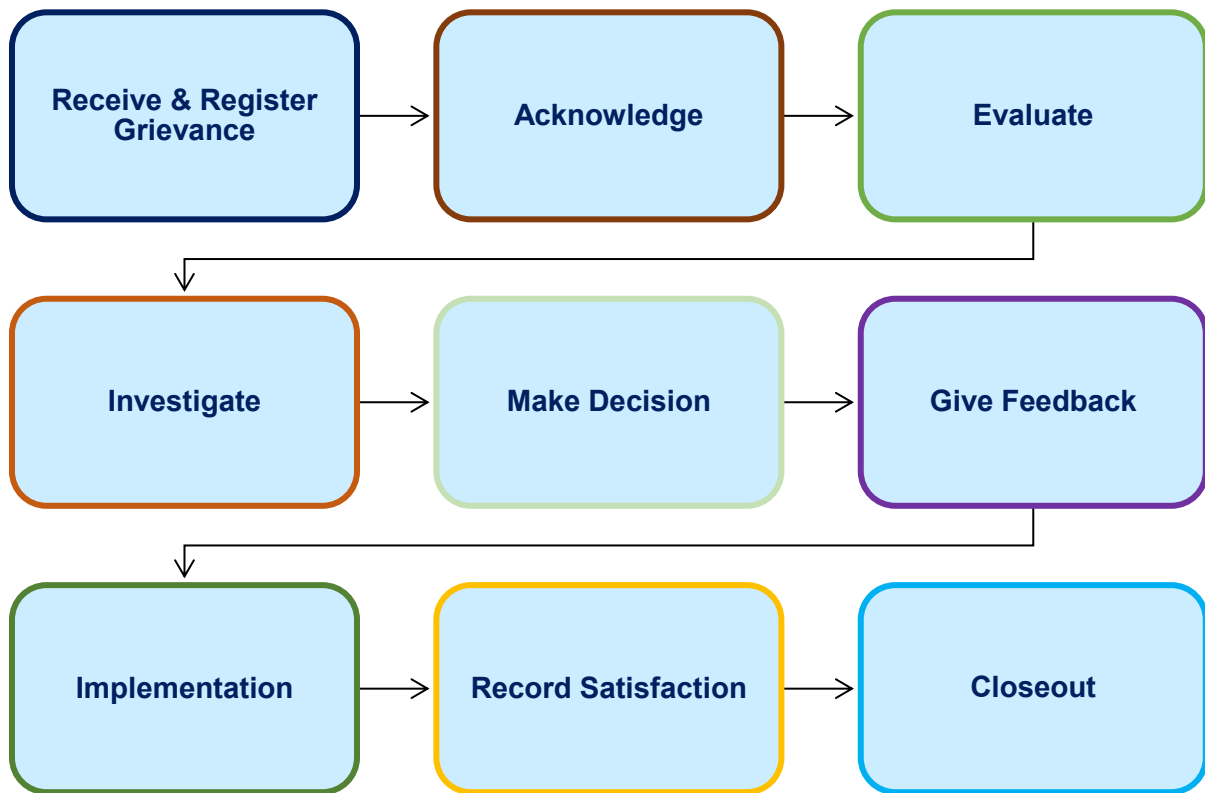 Receive & Register
Grievance
Acknowledge
Evaluate
Investigate
Make Decision
Give Feedback
Implementation
Record Satisfaction
Closeout